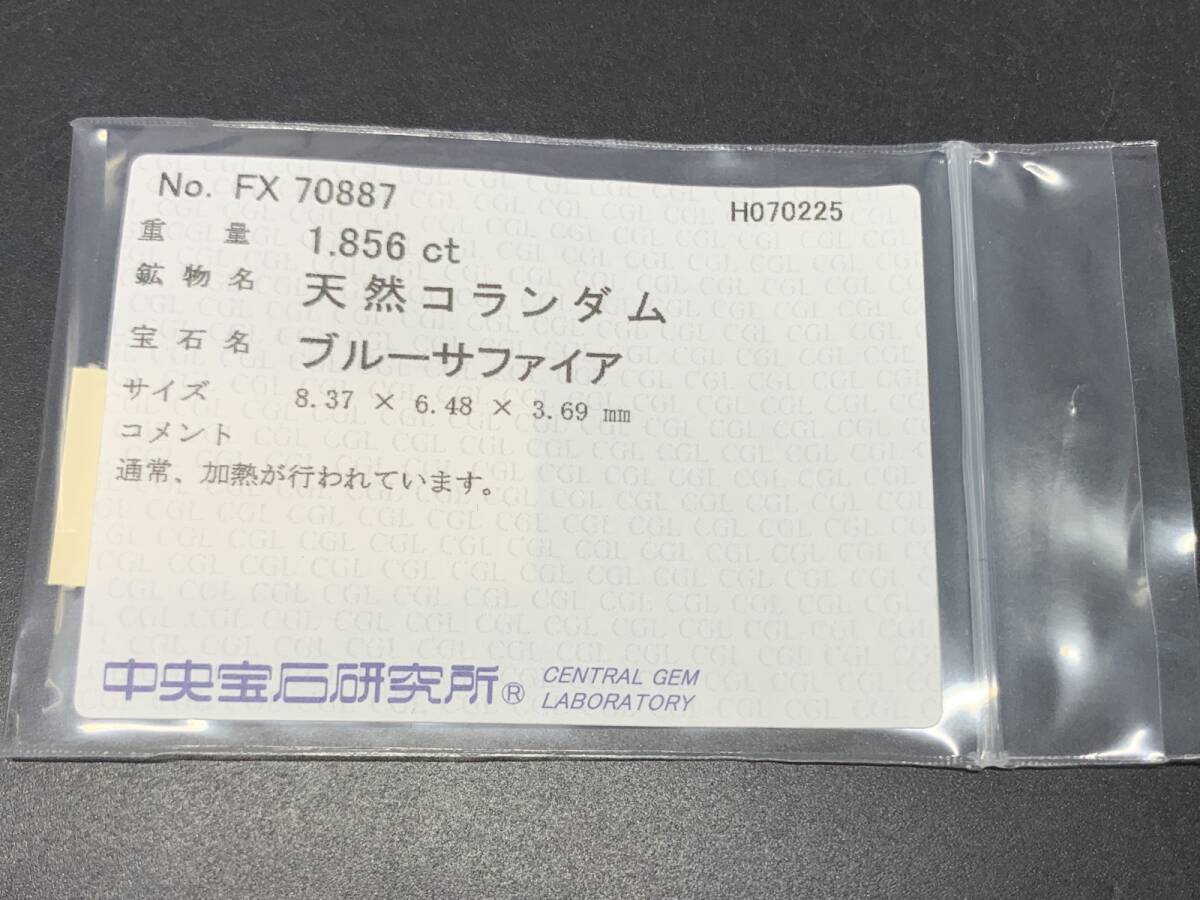 No. FX 70887
H070225
重量 1.856 ct
鉱物名 天然コランダム
宝石名 ブルーサファイア
サイズ 8.37 × 6.48 × 3.69 ㎜
コメント
通常、加熱が行われています。
中央宝石研究所® CENTRAL GEM
LABORATORY